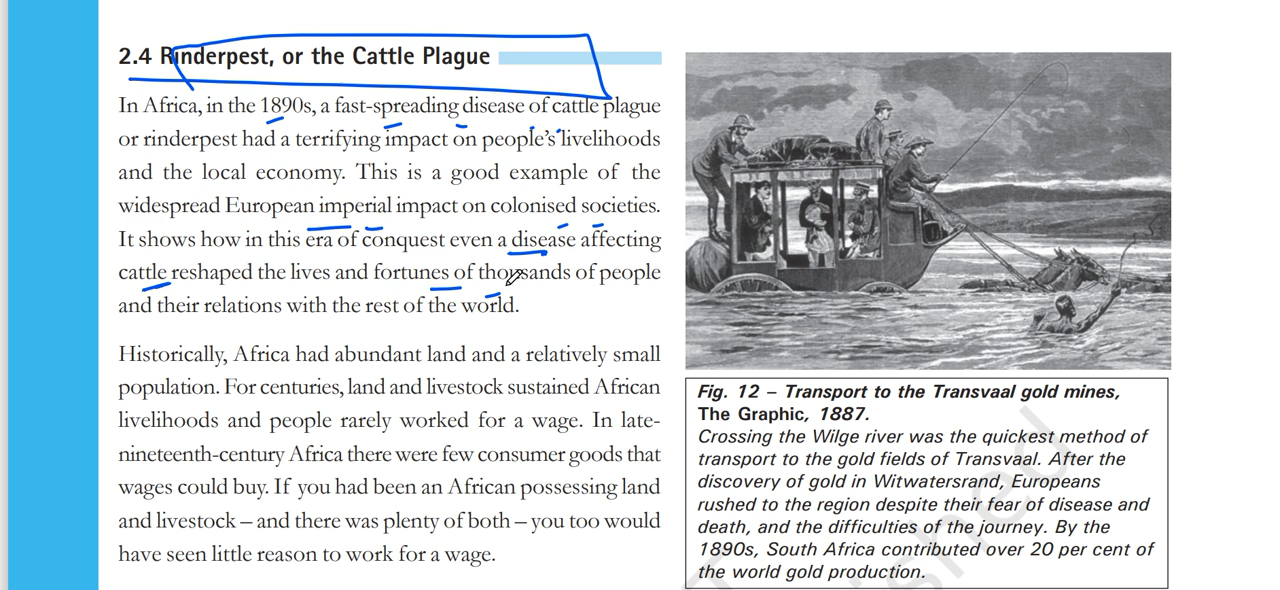 2.4 Rinderpest, or the Cattle Plague
In Africa, in the 1890s, a fast-spreading disease of cattle plague
or rinderpest had a terrifying impact on people's livelihoods
and the local economy. This is a good example of the
widespread European imperial impact on colonised societies.
It shows how in this era of conquest even a disease affecting
cattle reshaped the lives and fortunes of thousands of people
and their relations with the rest of the world.
Historically, Africa had abundant land and a relatively small
population. For centuries, land and livestock sustained African
livelihoods and people rarely worked for a wage. In late-
nineteenth-century Africa there were few consumer goods that
wages could buy. If you had been an African possessing land
and livestock – and there was plenty of both – you too would
have seen little reason to work for a wage.
Fig. 12 – Transport to the Transvaal gold mines,
The Graphic, 1887.
Crossing the Wilge river was the quickest method of
transport to the gold fields of Transvaal. After the
discovery of gold in Witwatersrand, Europeans
rushed to the region despite their fear of disease and
death, and the difficulties of the journey. By the
1890s, South Africa contributed over 20 per cent of
the world gold production.